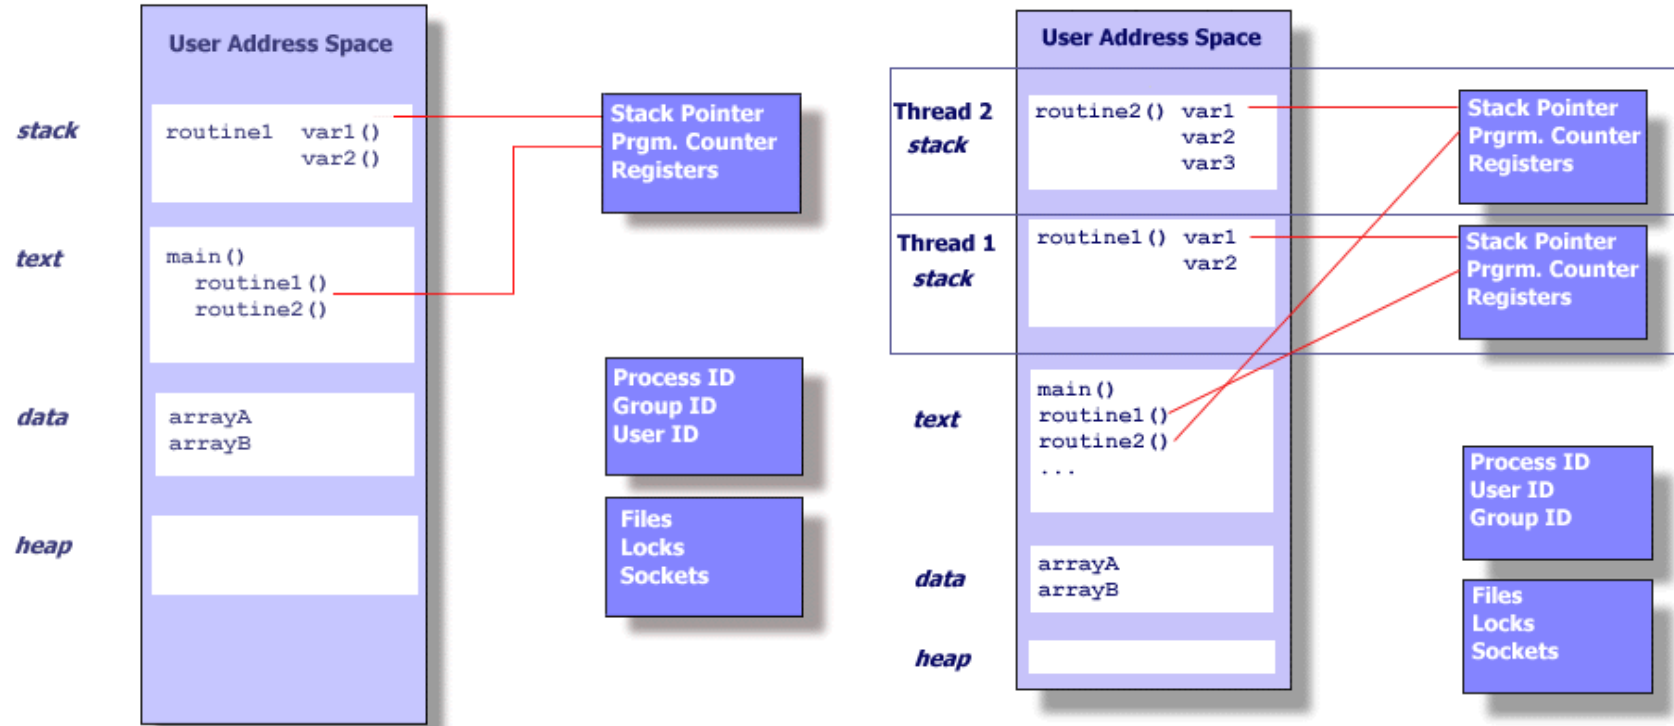 User Address Space
stack
routine1 var1()
var2()
Stack Pointer
Prgm. Counter
Registers
text
main()
routine1()
routine2()
Process ID
Group ID
User ID
data
arrayA
arrayB
Files
Locks
Sockets
heap
User Address Space
Thread 2
stack
routine2() var1
var2
var3
Stack Pointer
Prgrm. Counter
Registers
Thread 1
stack
routine1() var1
var2
Stack Pointer
Prgrm. Counter
Registers
text
main()
routine1()
routine2()
...
Process ID
User ID
Group ID
data
arrayA
arrayB
Files
Locks
Sockets
heap